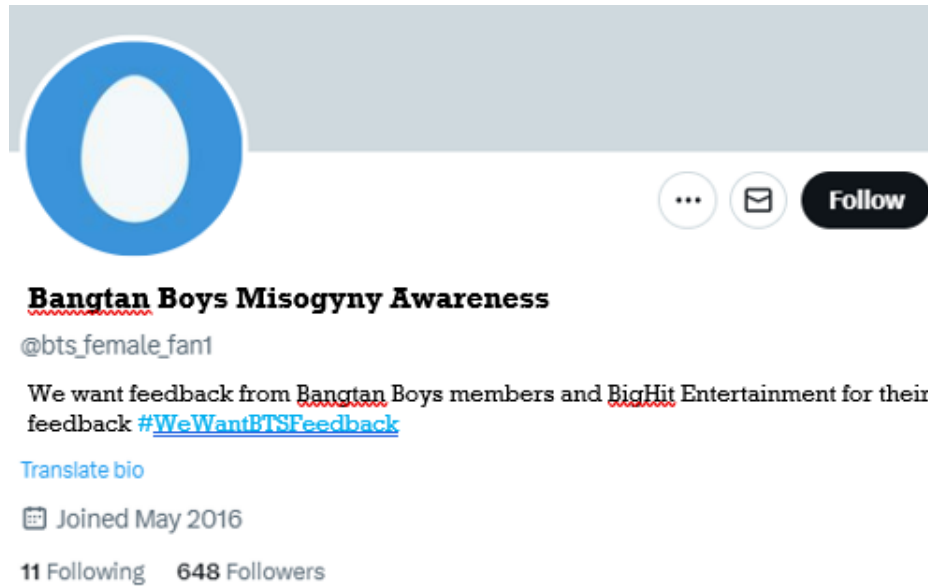 Follow
Bangtan Boys Misogyny Awareness
@bts_female_fan1
We want feedback from Bangtan Boys members and BigHit Entertainment for their
feedback #WeWantBTSFeedback
Translate bio
Joined May 2016
11 Following 648 Followers